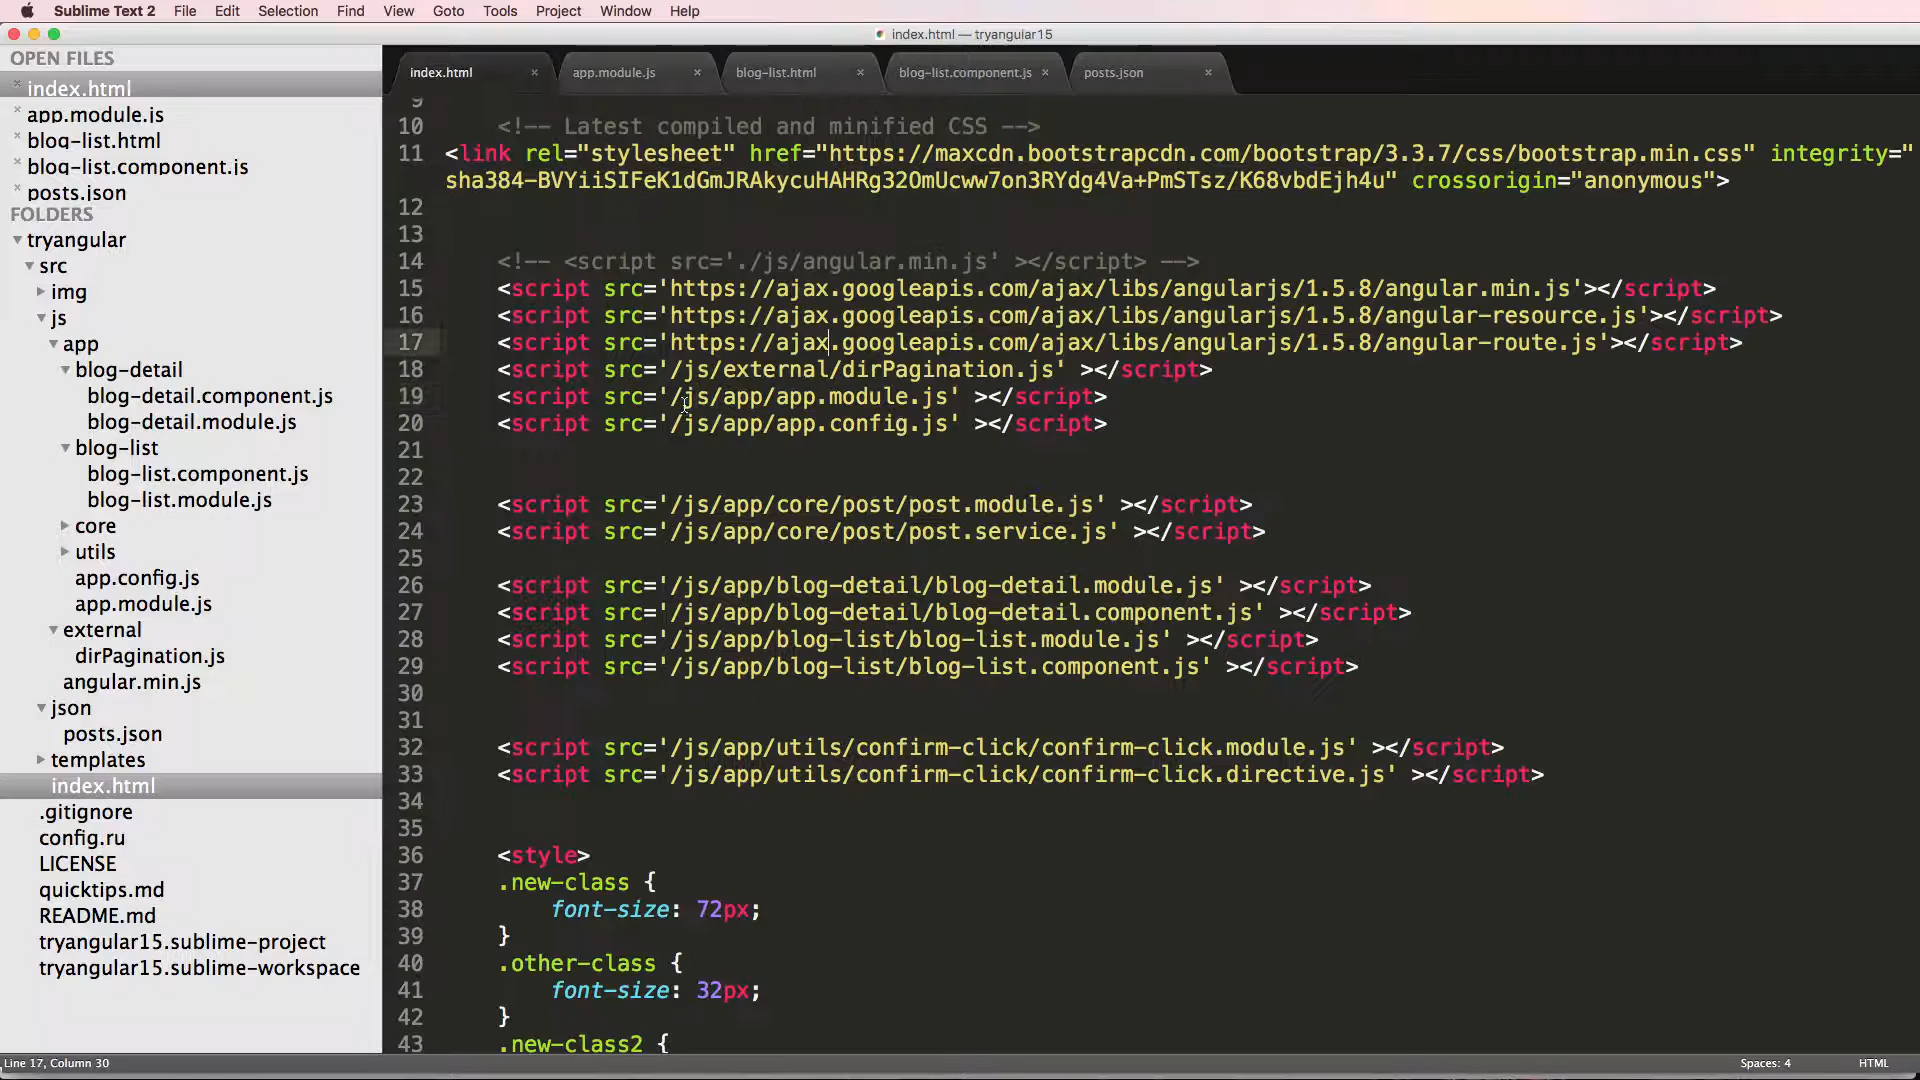 Sublime Text 2 File Edit Selection Find View Goto Tools Project Window Help
index.html — tryangular15
OPEN FILES
index.html
app.module.js
blog-list.html
blog-list.component.js
posts.json
FOLDERS
tryangular
src
img
js
app
blog-detail
blog-detail.component.js
blog-detail.module.js
blog-list
blog-list.component.js
blog-list.module.js
core
utils
app.config.js
app.module.js
external
dirPagination.js
angular.min.js
json
posts.json
templates
index.html
.gitignore
config.ru
LICENSE
quicktips.md
README.md
tryangular15.sublime-project
tryangular15.sublime-workspace
index.html × app.module.js × blog-list.html × blog-list.component.js × posts.json ×
9
10 <!-- Latest compiled and minified CSS -->
11 <link rel="stylesheet" href="https://maxcdn.bootstrapcdn.com/bootstrap/3.3.7/css/bootstrap.min.css" integrity="
sha384-BVYiiSIFeK1dGmJRAkycuHAHRg32OmUcww7on3RYdg4Va+PmSTsz/K68vbdEjh4u" crossorigin="anonymous">
12
13
14 <!-- <script src='./js/angular.min.js' ></script> -->
15 <script src='https://ajax.googleapis.com/ajax/libs/angularjs/1.5.8/angular.min.js'></script>
16 <script src='https://ajax.googleapis.com/ajax/libs/angularjs/1.5.8/angular-resource.js'></script>
17 <script src='https://ajax.googleapis.com/ajax/libs/angularjs/1.5.8/angular-route.js'></script>
18 <script src='/js/external/dirPagination.js' ></script>
19 <script src='/js/app/app.module.js' ></script>
20 <script src='/js/app/app.config.js' ></script>
21
22
23 <script src='/js/app/core/post/post.module.js' ></script>
24 <script src='/js/app/core/post/post.service.js' ></script>
25
26 <script src='/js/app/blog-detail/blog-detail.module.js' ></script>
27 <script src='/js/app/blog-detail/blog-detail.component.js' ></script>
28 <script src='/js/app/blog-list/blog-list.module.js' ></script>
29 <script src='/js/app/blog-list/blog-list.component.js' ></script>
30
31
32 <script src='/js/app/utils/confirm-click/confirm-click.module.js' ></script>
33 <script src='/js/app/utils/confirm-click/confirm-click.directive.js' ></script>
34
35
36 <style>
37 .new-class {
38 font-size: 72px;
39 }
40 .other-class {
41 font-size: 32px;
42 }
43 .new-class2 {
Line 17, Column 30 Spaces: 4 HTML